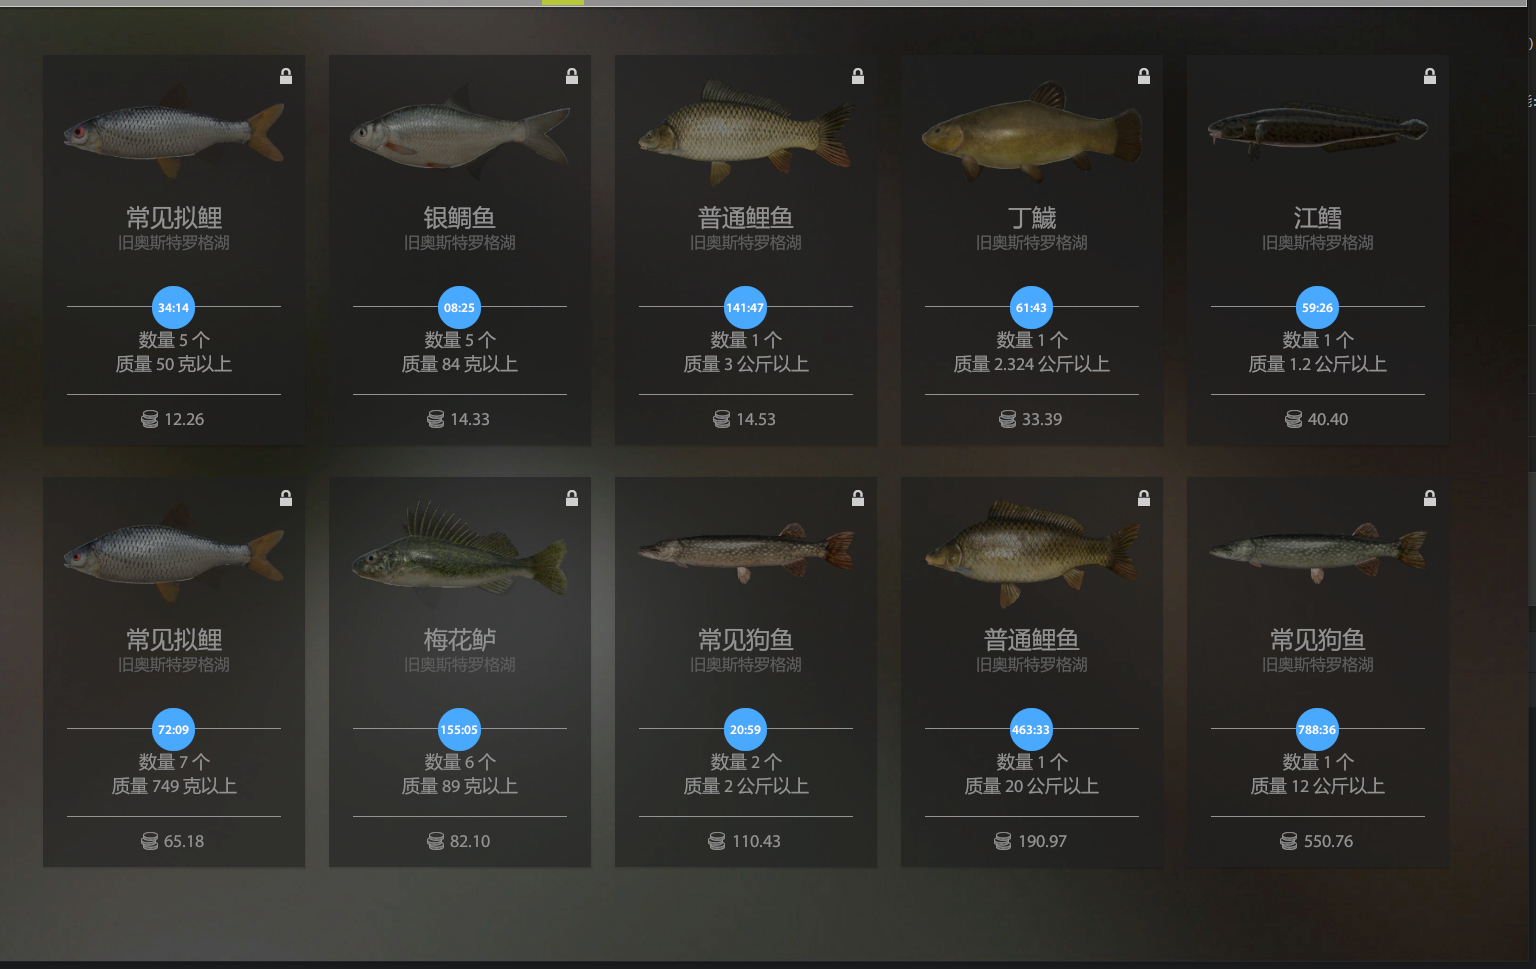 常见拟鲤
旧奥斯特罗格湖
34:14
数量 5 个
质量 50 克以上
12.26
银鲷鱼
旧奥斯特罗格湖
08:25
数量 5 个
质量 84 克以上
14.33
普通鲤鱼
旧奥斯特罗格湖
141:47
数量 1 个
质量 3 公斤以上
14.53
丁鱥
旧奥斯特罗格湖
61:43
数量 1 个
质量 2.324 公斤以上
33.39
江鳕
旧奥斯特罗格湖
59:26
数量 1 个
质量 1.2 公斤以上
40.40
常见拟鲤
旧奥斯特罗格湖
72:09
数量 7 个
质量 749 克以上
65.18
梅花鲈
旧奥斯特罗格湖
155:05
数量 6 个
质量 89 克以上
82.10
常见狗鱼
旧奥斯特罗格湖
20:59
数量 2 个
质量 2 公斤以上
110.43
普通鲤鱼
旧奥斯特罗格湖
463:33
数量 1 个
质量 20 公斤以上
190.97
常见狗鱼
旧奥斯特罗格湖
788:36
数量 1 个
质量 12 公斤以上
550.76